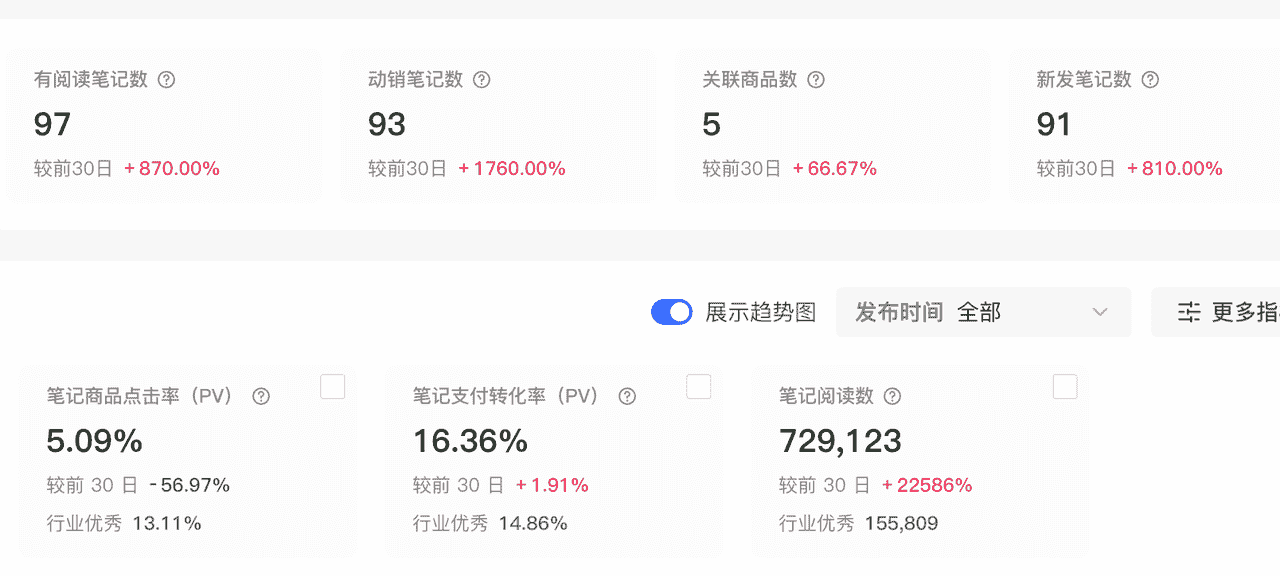 有阅读笔记数 动销笔记数 关联商品数 新发笔记数
97 93 5 91
较前30日 +870.00% 较前30日 +1760.00% 较前30日 +66.67% 较前30日 +810.00%
展示趋势图 发布时间 全部 更多指
笔记商品点击率（PV） 笔记支付转化率（PV） 笔记阅读数
5.09% 16.36% 729,123
较前 30 日 -56.97% 较前 30 日 +1.91% 较前 30 日 +22586%
行业优秀 13.11% 行业优秀 14.86% 行业优秀 155,809